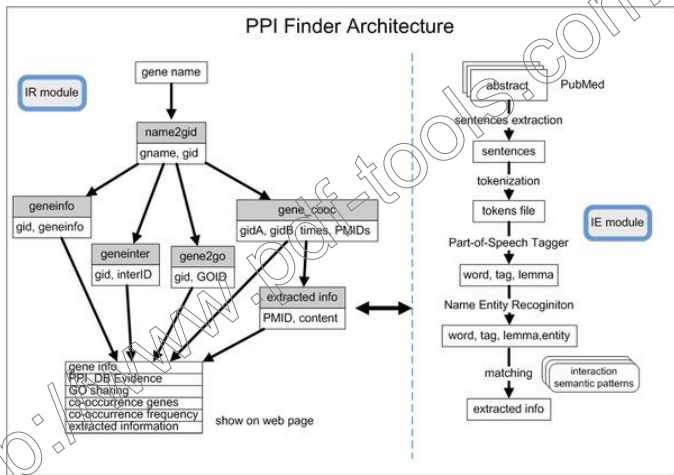 PPI Finder Architecture
IR module
gene name
name2gid
gname, gid
geneinfo
gid, geneinfo
geneinter
gid, interID
gene2go
gid, GOID
gene_cooc
gidA, gidB, times, PMIDs
extracted info
PMID, content
gene info
PPI DB Evidence
GO sharing
co-occurrence genes
co-occurrence frequency
extracted information
show on web page
abstract
PubMed
sentences extraction
sentences
tokenization
tokens file
IE module
Part-of-Speech Tagger
word, tag, lemma
Name Entity Recoginiton
word, tag, lemma,entity
matching
interaction
semantic patterns
extracted info
p://www.pdf-tools.com